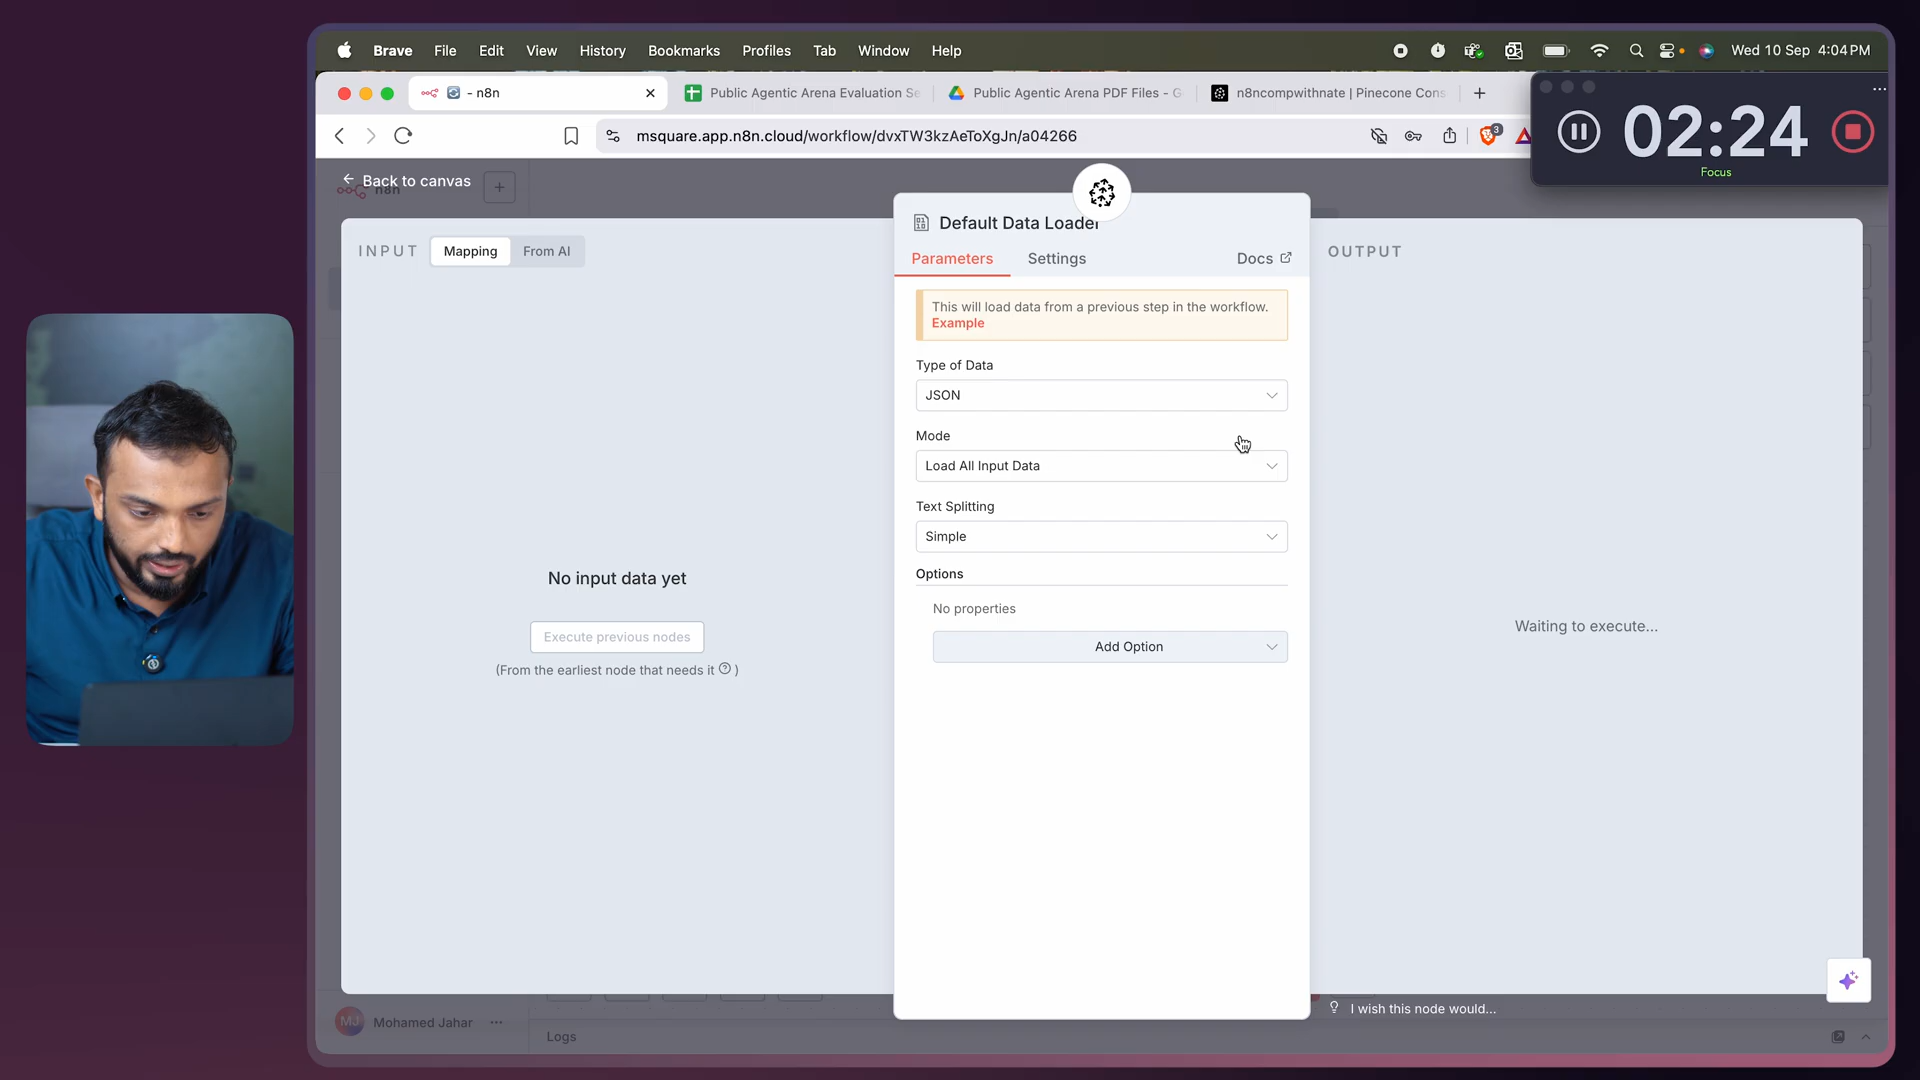 Brave File Edit View History Bookmarks Profiles Tab Window Help
Wed 10 Sep 4:04 PM
- n8n
Public Agentic Arena Evaluation Se
Public Agentic Arena PDF Files - G
n8ncompwithnate | Pinecone Cons
msquare.app.n8n.cloud/workflow/dvxTW3kzAeToXgJn/a04266
3
02:24
Focus
Back to canvas
n8n
INPUT
Mapping
From AI
Default Data Loader
Parameters
Settings
Docs
OUTPUT
This will load data from a previous step in the workflow.
Example
Type of Data
JSON
Mode
Load All Input Data
Text Splitting
Simple
Options
No properties
Add Option
No input data yet
Execute previous nodes
(From the earliest node that needs it ? )
Waiting to execute...
I wish this node would...
MJ
Mohamed Jahar
Logs